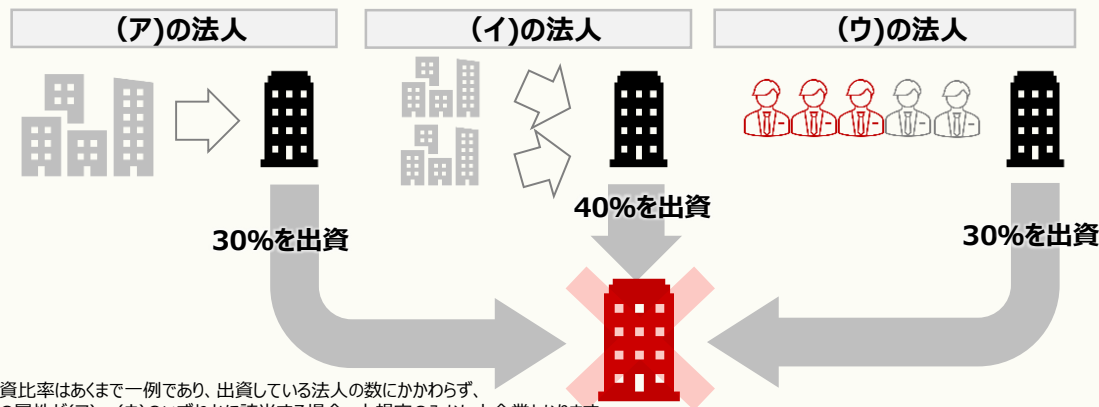 (ア)の法人
(イ)の法人
(ウ)の法人
30%を出資
40%を出資
30%を出資
資比率はあくまで一例であり、出資している法人の数にかかわらず、